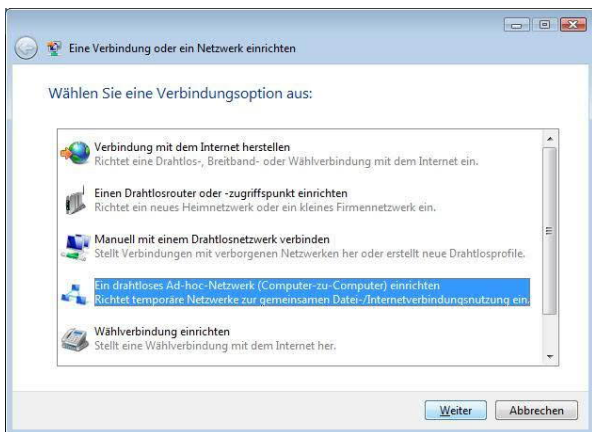 Eine Verbindung oder ein Netzwerk einrichten
Wählen Sie eine Verbindungsoption aus:
Verbindung mit dem Internet herstellen
Richtet eine Drahtlos-, Breitband- oder Wählverbindung mit dem Internet ein.
Einen Drahtlosrouter oder -zugriffspunkt einrichten
Richtet ein neues Heimnetzwerk oder ein kleines Firmennetzwerk ein.
Manuell mit einem Drahtlosnetzwerk verbinden
Stellt Verbindungen mit verborgenen Netzwerken her oder erstellt neue Drahtlosprofile.
Ein drahtloses Ad-hoc-Netzwerk (Computer-zu-Computer) einrichten
Richtet temporäre Netzwerke zur gemeinsamen Datei-/Internetverbindungsnutzung ein.
Wählverbindung einrichten
Stellt eine Wählverbindung mit dem Internet her.
Weiter Abbrechen